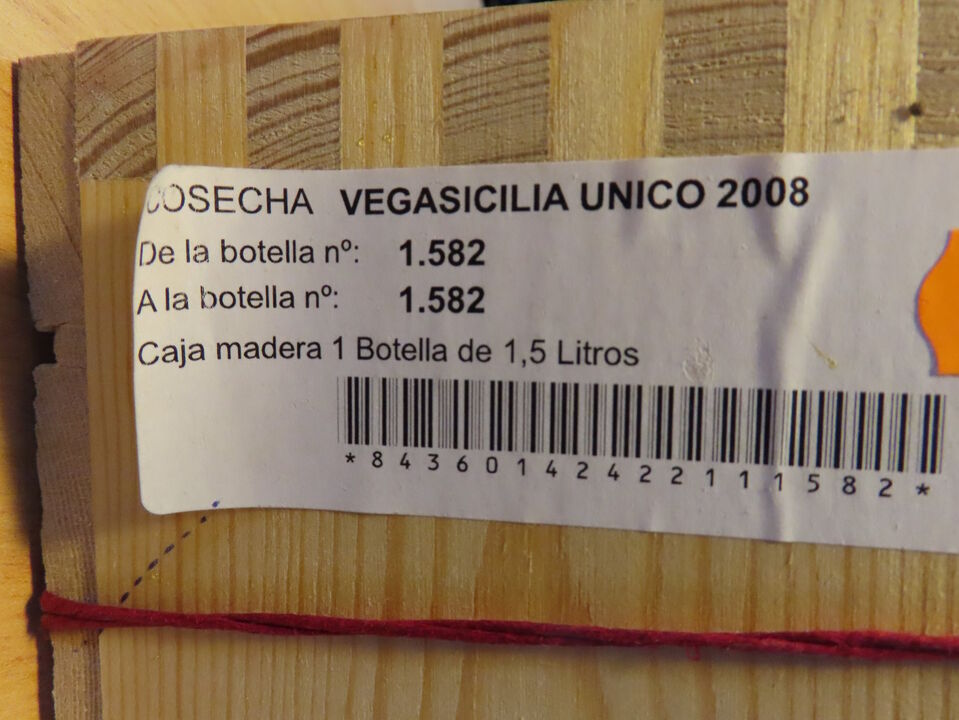 COSECHA VEGASICILIA UNICO 2008
De la botella nº: 1.582
A la botella nº: 1.582
Caja madera 1 Botella de 1,5 Litros
*84360142422111582*